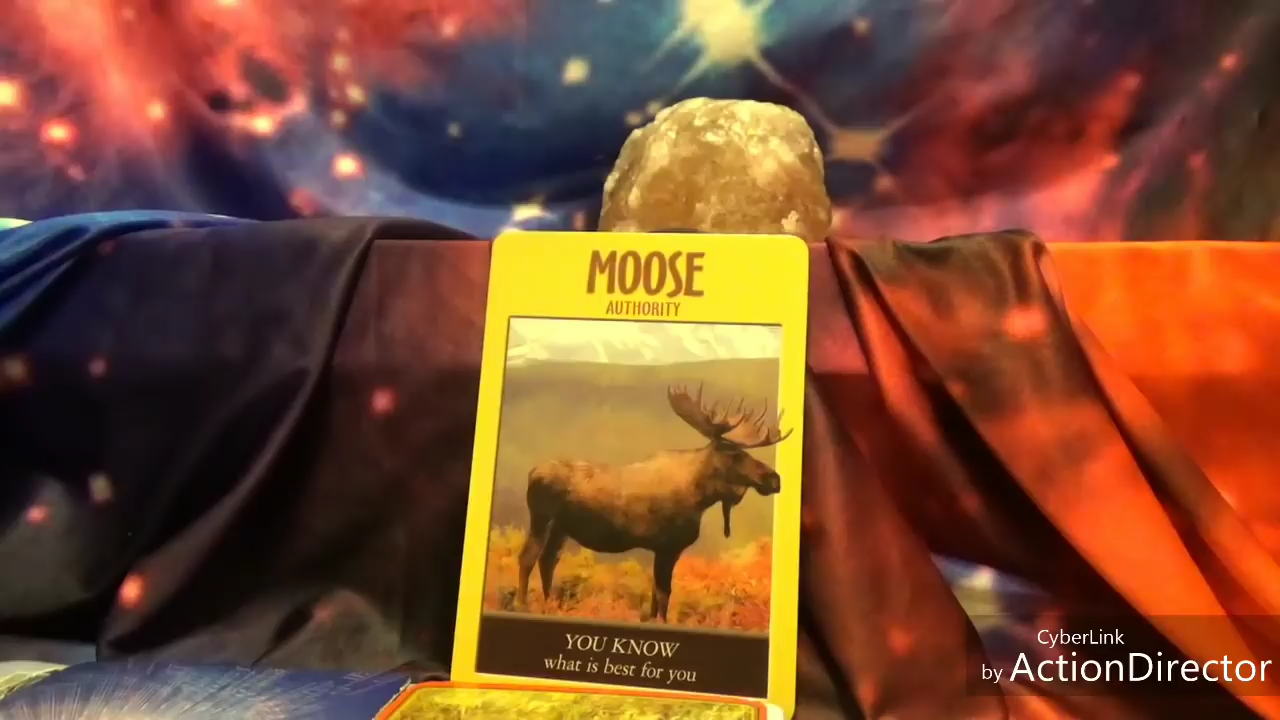 MOOSE
AUTHORITY
YOU KNOW
what is best for you
CyberLink
by ActionDirector